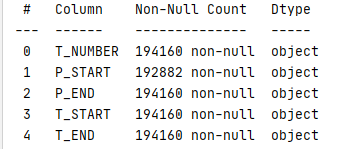 #   Column    Non-Null Count   Dtype
---  ------    --------------   -----
0   T_NUMBER  194160 non-null  object
1   P_START   192882 non-null  object
2   P_END     194160 non-null  object
3   T_START   194160 non-null  object
4   T_END     194160 non-null  object